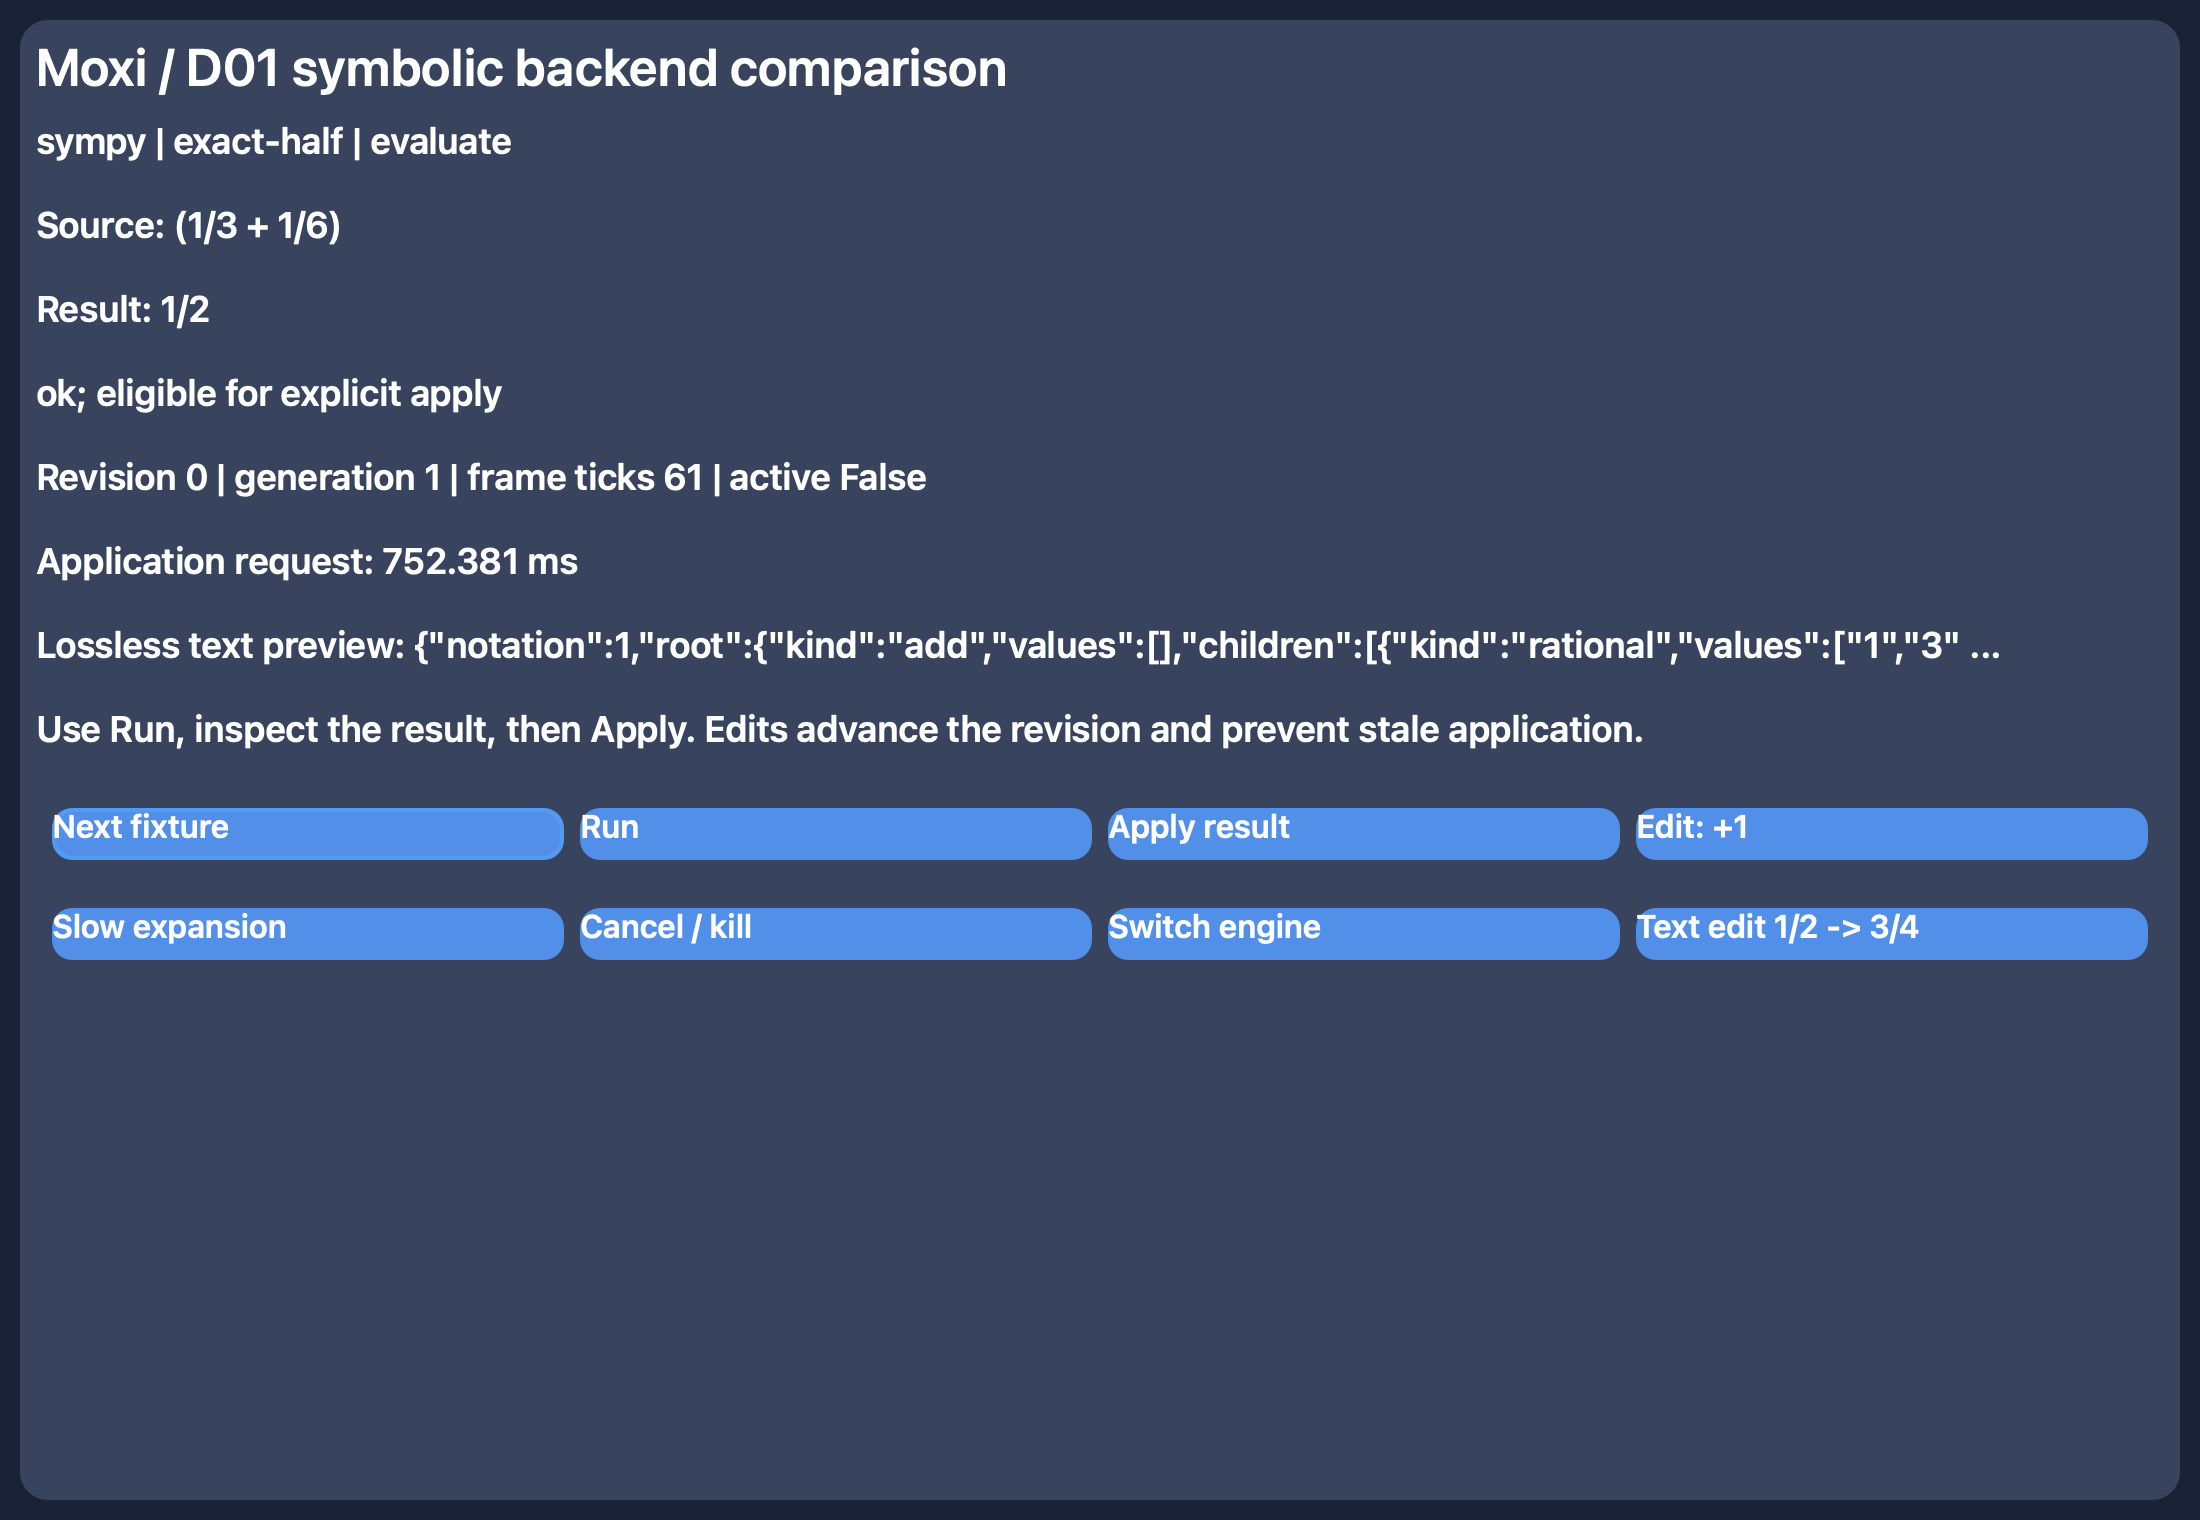 Moxi / D01 symbolic backend comparison
sympy | exact-half | evaluate
Source: (1/3 + 1/6)
Result: 1/2
ok; eligible for explicit apply
Revision 0 | generation 1 | frame ticks 61 | active False
Application request: 752.381 ms
Lossless text preview: {"notation":1,"root":{"kind":"add","values":[],"children":[{"kind":"rational","values":["1","3" ...
Use Run, inspect the result, then Apply. Edits advance the revision and prevent stale application.
Next fixture Run Apply result Edit: +1
Slow expansion Cancel / kill Switch engine Text edit 1/2 -> 3/4